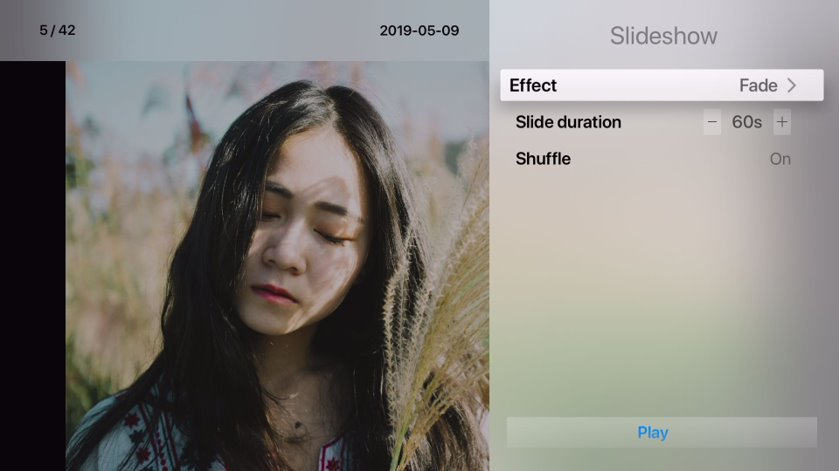 5 / 42
2019-05-09
Slideshow
Effect Fade
Slide duration − 60s +
Shuffle On
Play